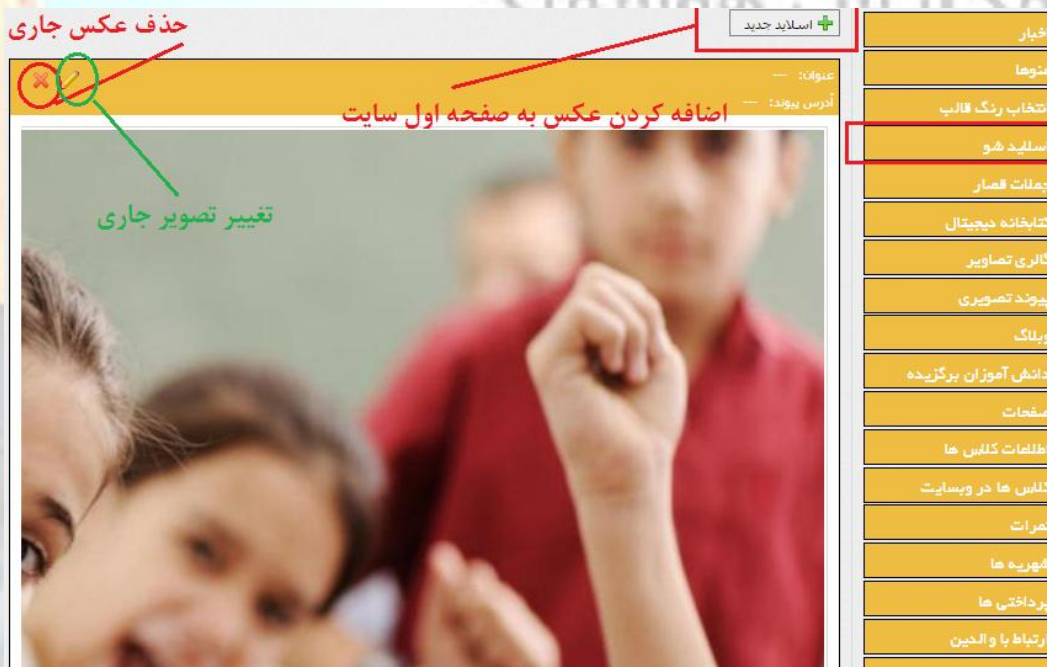 حذف عکس جاری
اسلاید جدید
عنوان: ---
آدرس پیوند: ---
اضافه کردن عکس به صفحه اول سایت
تغییر تصویر جاری
اخبار
منوها
انتخاب رنگ قالب
اسلاید شو
جملات قصار
کتابخانه دیجیتال
گالری تصاویر
پیوند تصویری
وبلاگ
دانش آموزان برگزیده
صفحات
اطلاعات کلاس ها
کلاس ها در وبسایت
نمرات
شهریه ها
پرداختی ها
ارتباط با والدین